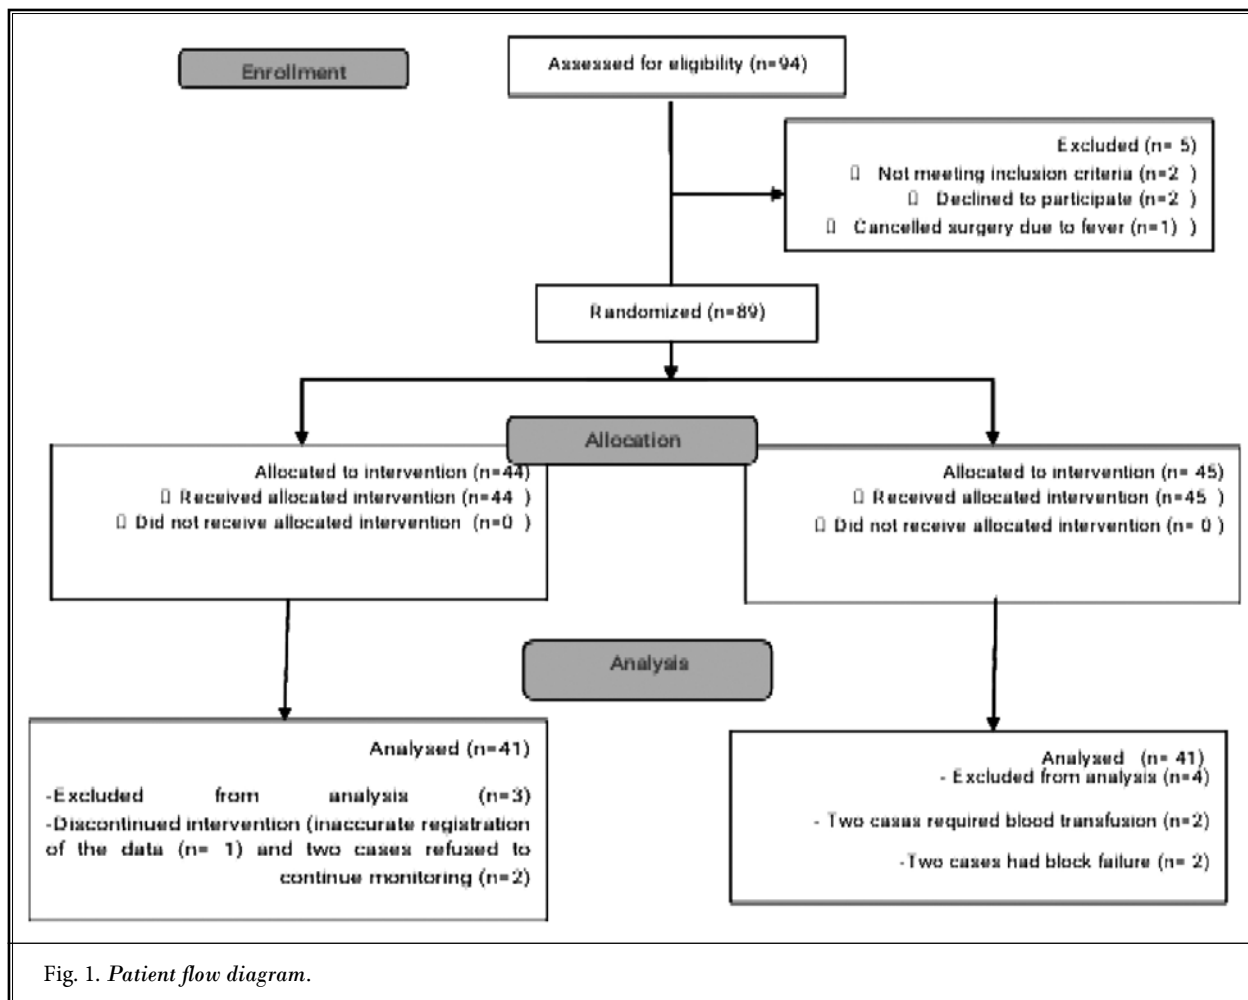 Enrollment
Assessed for eligibility (n=94)
Excluded (n= 5)
▯ Not meeting inclusion criteria (n=2 )
▯ Declined to participate (n=2 )
▯ Cancelled surgery due to fever (n=1) )
Randomized (n=89)
Allocation
Allocated to intervention (n=44)
▯ Received allocated intervention (n=44 )
▯ Did not receive allocated intervention (n=0 )
Allocated to intervention (n= 45)
▯ Received allocated intervention (n=45 )
▯ Did not receive allocated intervention (n= 0 )
Analysis
Analysed (n=41)
-Excluded from analysis (n=3)
-Discontinued intervention (inaccurate registration
of the data (n= 1) and two cases refused to
continue monitoring (n=2)
Analysed (n= 41)
- Excluded from analysis (n=4)
- Two cases required blood transfusion (n=2)
-Two cases had block failure (n= 2)
Fig. 1. Patient flow diagram.